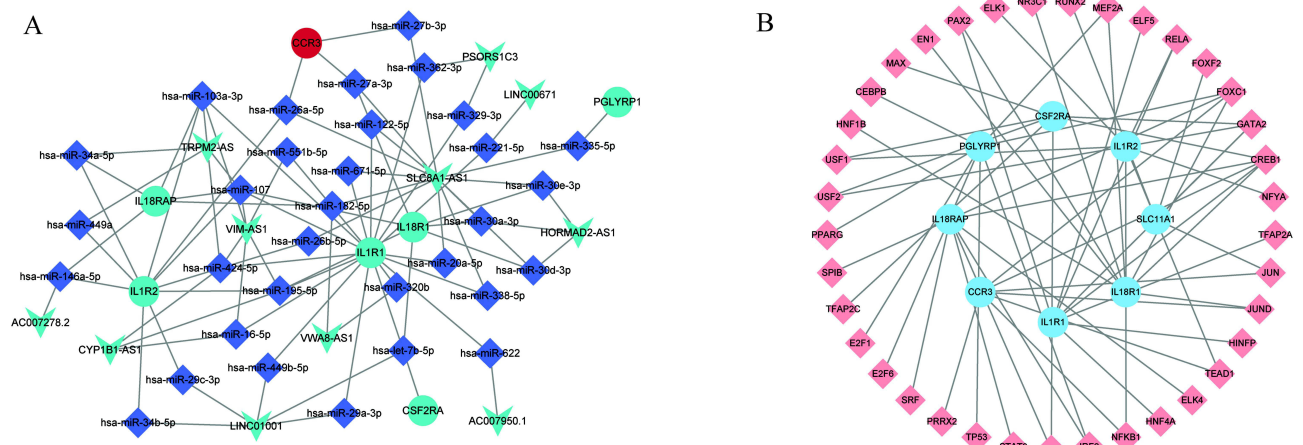 A
hsa-miR-27b-3p
CCR3
PSORS1C3
hsa-miR-362-3p
hsa-miR-27a-3p
LINC00671
hsa-miR-103a-3p
PGLYRP1
hsa-miR-26a-5p
hsa-miR-329-3p
hsa-miR-122-5p
hsa-miR-221-5p
hsa-miR-335-5p
TRPM2-AS
hsa-miR-34a-5p
hsa-miR-551b-5p
hsa-miR-671-5p
SLC8A1-AS1
hsa-miR-30e-3p
hsa-miR-107
IL18RAP
hsa-miR-182-5p
hsa-miR-449a
hsa-miR-30a-3p
IL18R1
VIM-AS1
HORMAD2-AS1
hsa-miR-26b-5p
IL1R1
hsa-miR-20a-5p
hsa-miR-424-5p
hsa-miR-30d-3p
hsa-miR-146a-5p
IL1R2
hsa-miR-195-5p
hsa-miR-320b
hsa-miR-338-5p
AC007278.2
hsa-miR-16-5p
VWA8-AS1
CYP1B1-AS1
hsa-let-7b-5p
hsa-miR-622
hsa-miR-449b-5p
hsa-miR-29c-3p
CSF2RA
hsa-miR-29a-3p
AC007950.1
hsa-miR-34b-5p
LINC01001
B
NR3C1
RUNX2
ELK1
MEF2A
PAX2
ELF5
EN1
RELA
MAX
FOXF2
CEBPB
FOXC1
HNF1B
GATA2
USF1
CREB1
USF2
NFYA
PPARG
TFAP2A
SPIB
JUN
TFAP2C
JUND
E2F1
HINFP
E2F6
TEAD1
SRF
ELK4
PRRX2
HNF4A
TP53
NFKB1
CSF2RA
PGLYRP1
IL1R2
IL18RAP
SLC11A1
CCR3
IL18R1
IL1R1